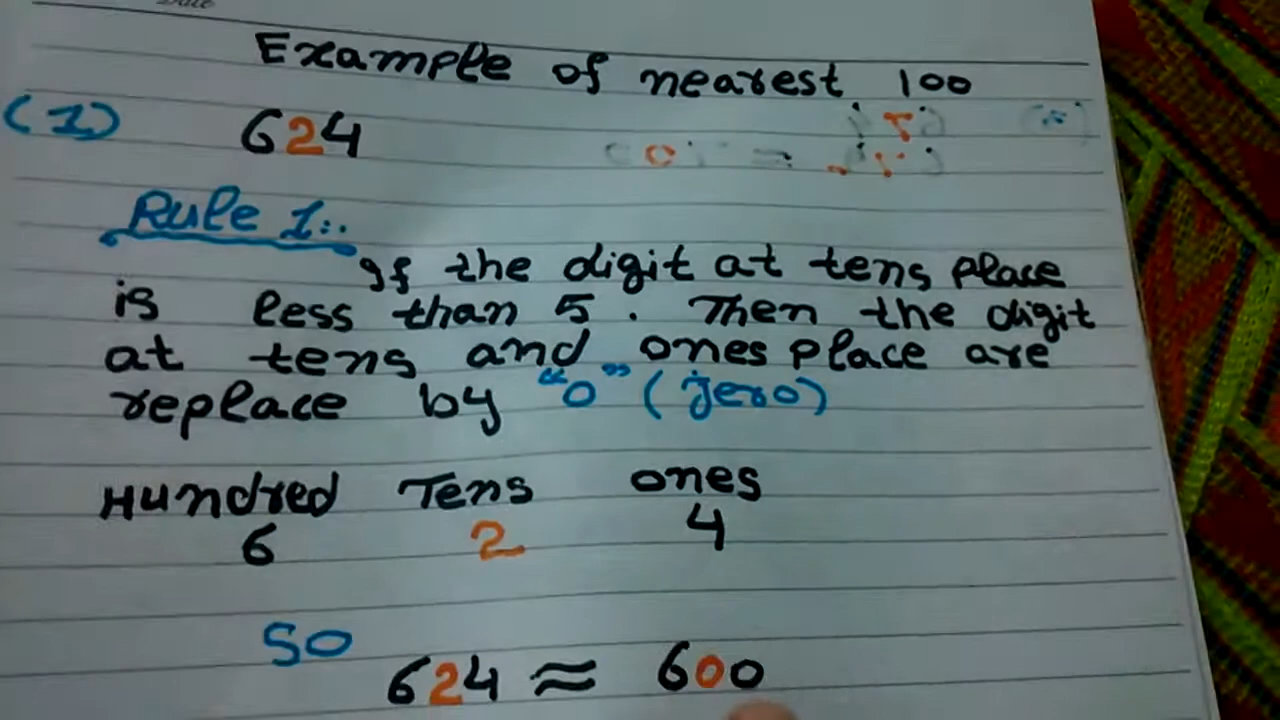 Date
Example of nearest 100
(1) 624
Rule 1:.
If the digit at tens place
is less than 5. Then the digit
at tens and ones place are
replace by "0" (zero)
Hundred Tens ones
6 2 4
SO
624 ≈ 600